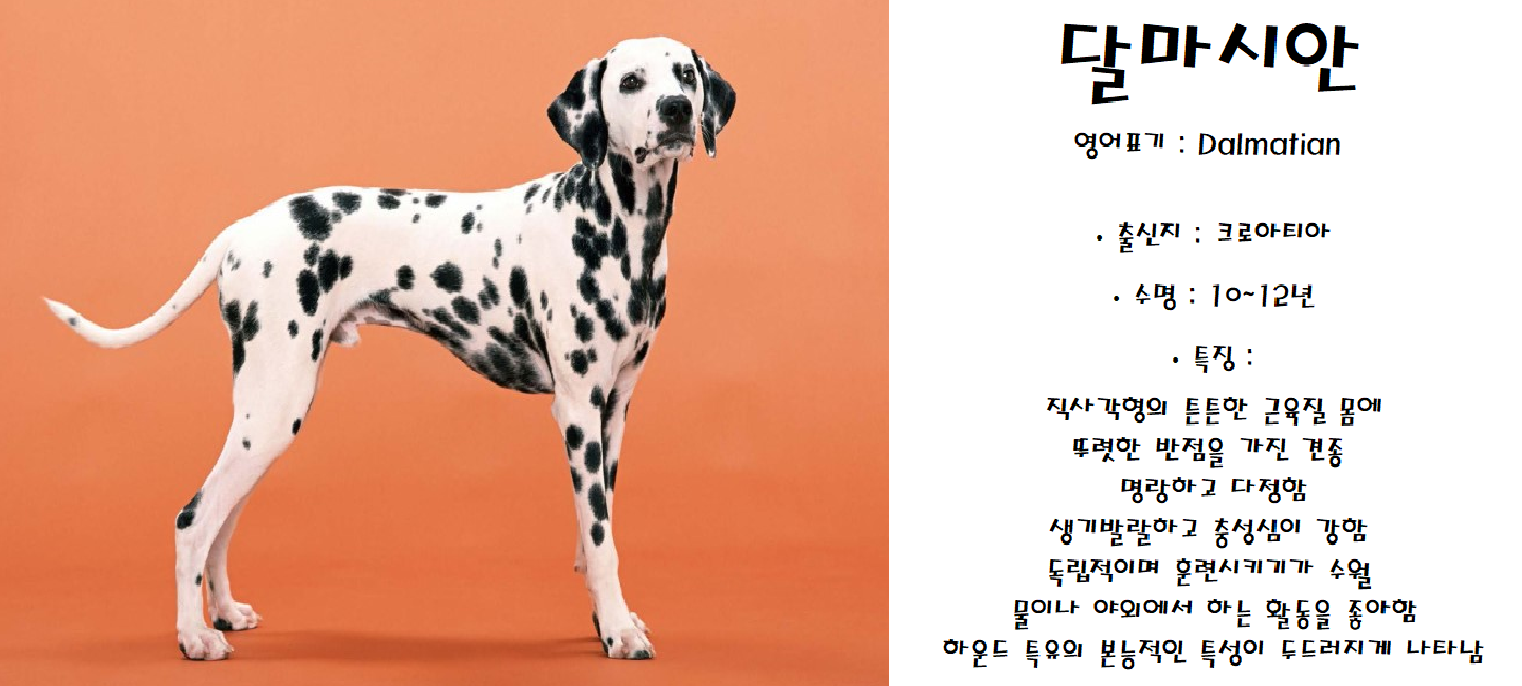 달마시안
영어표기 : Dalmatian
• 출신지 : 크로아티아
• 수명 : 10~12년
• 특징 :
직사각형의 튼튼한 근육질 몸에
뚜렷한 반점을 가진 견종
명랑하고 다정함
생기발랄하고 충성심이 강함
독립적이며 훈련시키기가 수월
물이나 야외에서 하는 활동을 좋아함
하운드 특유의 본능적인 특성이 두드러지게 나타남